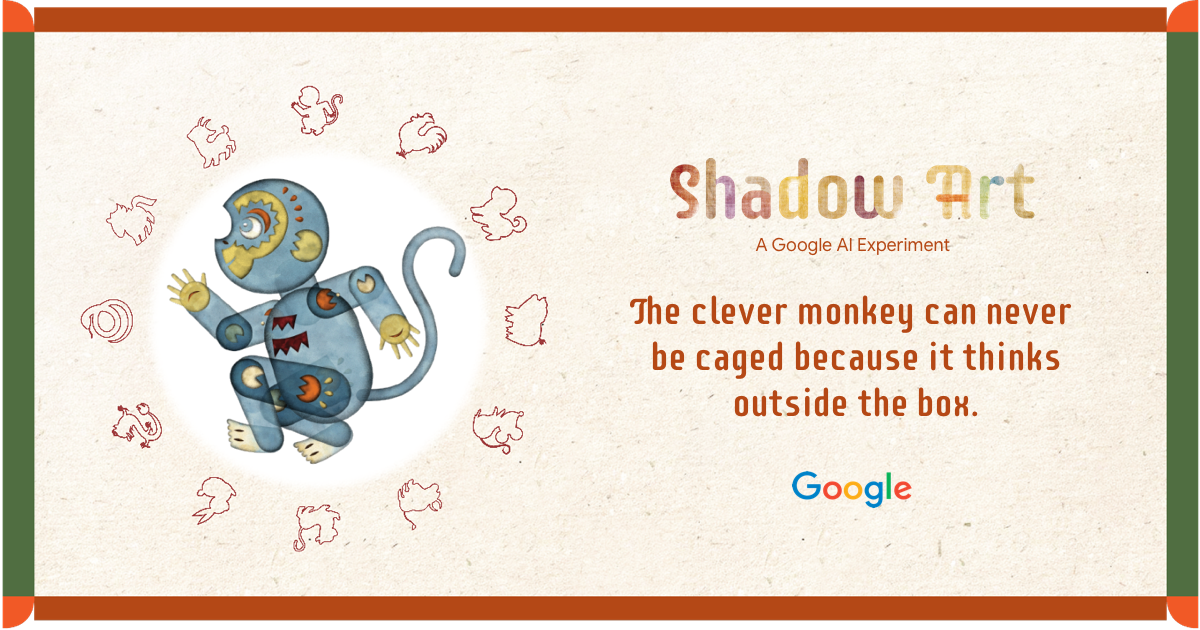 Shadow Art
A Google AI Experiment
The clever monkey can never
be caged because it thinks
outside the box.
Google